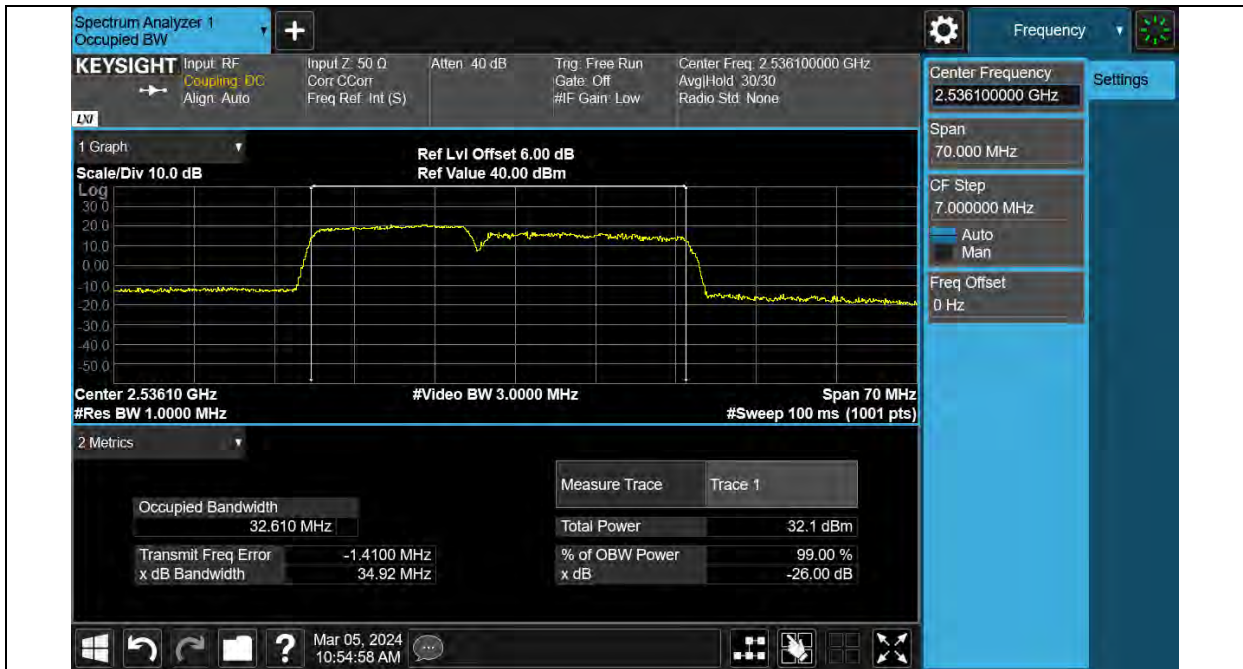 Spectrum Analyzer 1
Occupied BW
+
Frequency
KEYSIGHT
Input: RF
Coupling: DC
Align: Auto
Input Z: 50 Ω
Corr CCorr
Freq Ref: Int (S)
Atten: 40 dB
Trig: Free Run
Gate: Off
#IF Gain: Low
Center Freq: 2.536100000 GHz
Avg|Hold: 30/30
Radio Std: None
LXI
Center Frequency
2.536100000 GHz
Settings
Span
70.000 MHz
CF Step
7.000000 MHz
Auto
Man
Freq Offset
0 Hz
1 Graph
Scale/Div 10.0 dB
Ref Lvl Offset 6.00 dB
Ref Value 40.00 dBm
Log
30.0
20.0
10.0
0.00
-10.0
-20.0
-30.0
-40.0
-50.0
Center 2.53610 GHz
#Video BW 3.0000 MHz
Span 70 MHz
#Res BW 1.0000 MHz
#Sweep 100 ms (1001 pts)
2 Metrics
Measure Trace Trace 1
Occupied Bandwidth
32.610 MHz
Total Power 32.1 dBm
Transmit Freq Error -1.4100 MHz
% of OBW Power 99.00 %
x dB Bandwidth 34.92 MHz
x dB -26.00 dB
?
Mar 05, 2024
10:54:58 AM